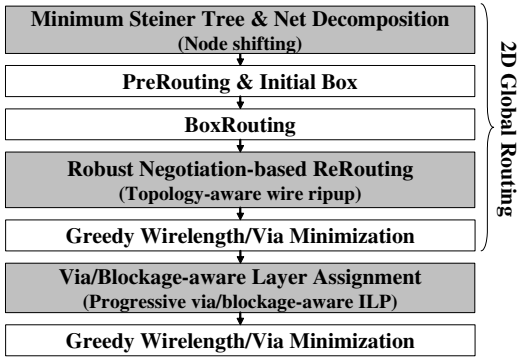 Minimum Steiner Tree & Net Decomposition
(Node shifting)
PreRouting & Initial Box
BoxRouting
Robust Negotiation-based ReRouting
(Topology-aware wire ripup)
Greedy Wirelength/Via Minimization
Via/Blockage-aware Layer Assignment
(Progressive via/blockage-aware ILP)
Greedy Wirelength/Via Minimization
2D Global Routing